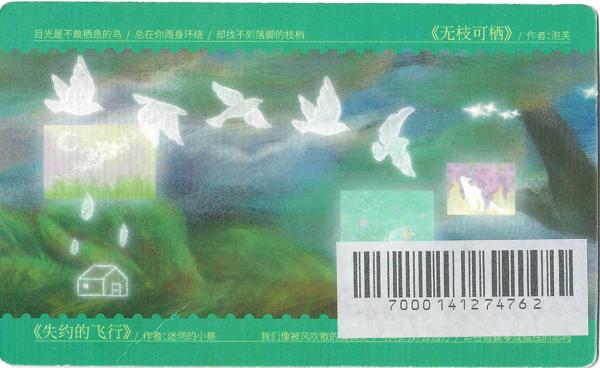 目光是不敢栖息的鸟 / 总在你周身环绕 / 却找不到落脚的枝梢
《无枝可栖》 / 作者:泡芙
7000141274762
《失约的飞行》 / 作者:迷惘的小蔡
我们像被风吹散的